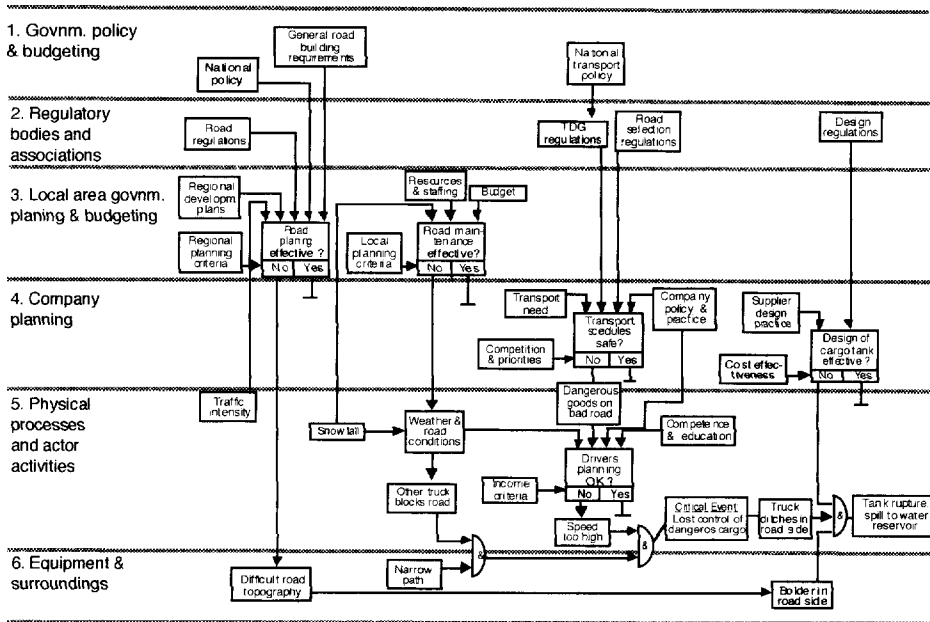 1. Govnm. policy
& budgeting
General road
building
requirements
National
policy
National
transport
policy
2. Regulatory
bodies and
associations
Road
regulations
TDG
regulations
Road
selection
regulations
Design
regulations
3. Local area govnm.
planing & budgeting
Regional
developm.
plans
Resources
& staffing
Budget
Road
planing
effective ?
No Yes
Regional
planning
criteria
Local
planning
criteria
Road main-
tenance
effective?
No Yes
4. Company
planning
Transport
need
Company
policy &
practice
Supplier
design
practice
Transport
scedules
safe?
No Yes
Competition
& priorities
Design of
cargo tank
effective ?
No Yes
Cost effec-
tiveness
5. Physical
processes
and actor
activities
Traffic
intensity
Dangerous
goods on
bad road
Snowfall
Weather &
road
conditions
Competence
& education
Drivers
planning
OK ?
No Yes
Income
criteria
Other truck
blocks road
Speed
too high
Critical Event:
Lost control of
dangeros cargo
Truck
ditches in
road side
&
Tank rupture:
spill to water
reservoir
&
&
6. Equipment &
surroundings
Narrow
path
Difficult road
topography
Bolder in
road side